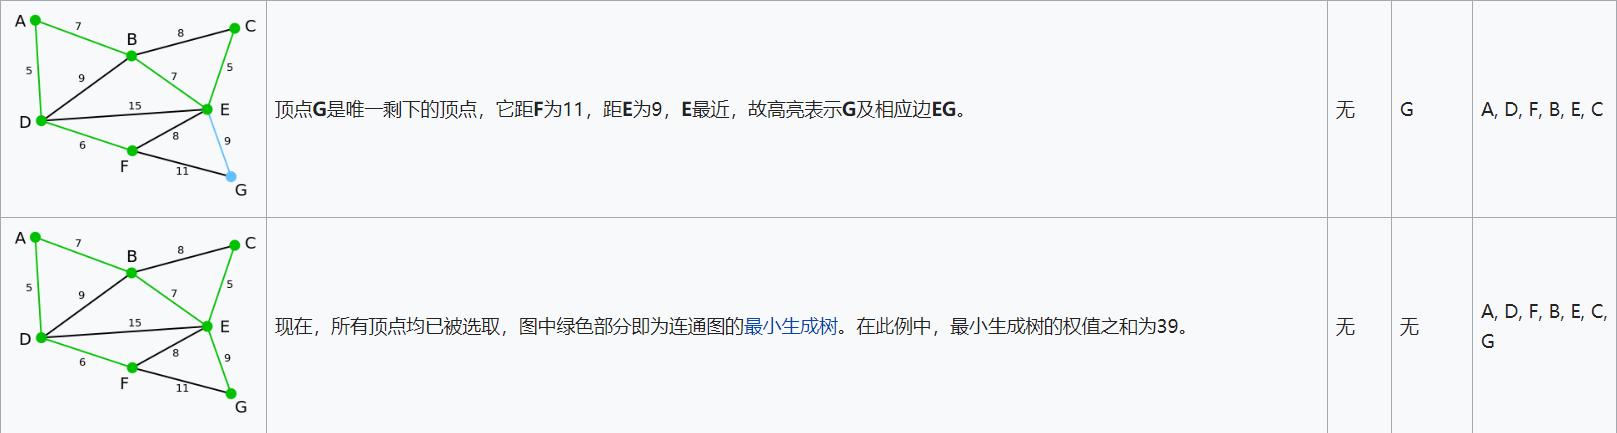 A
7
B
8
C
5
9
7
5
D
15
E
6
8
9
F
11
G
顶点G是唯一剩下的顶点，它距F为11，距E为9，E最近，故高亮表示G及相应边EG。
无
G
A, D, F, B, E, C
A
7
B
8
C
5
9
7
5
D
15
E
6
8
9
F
11
G
现在，所有顶点均已被选取，图中绿色部分即为连通图的最小生成树。在此例中，最小生成树的权值之和为39。
无
无
A, D, F, B, E, C,
G